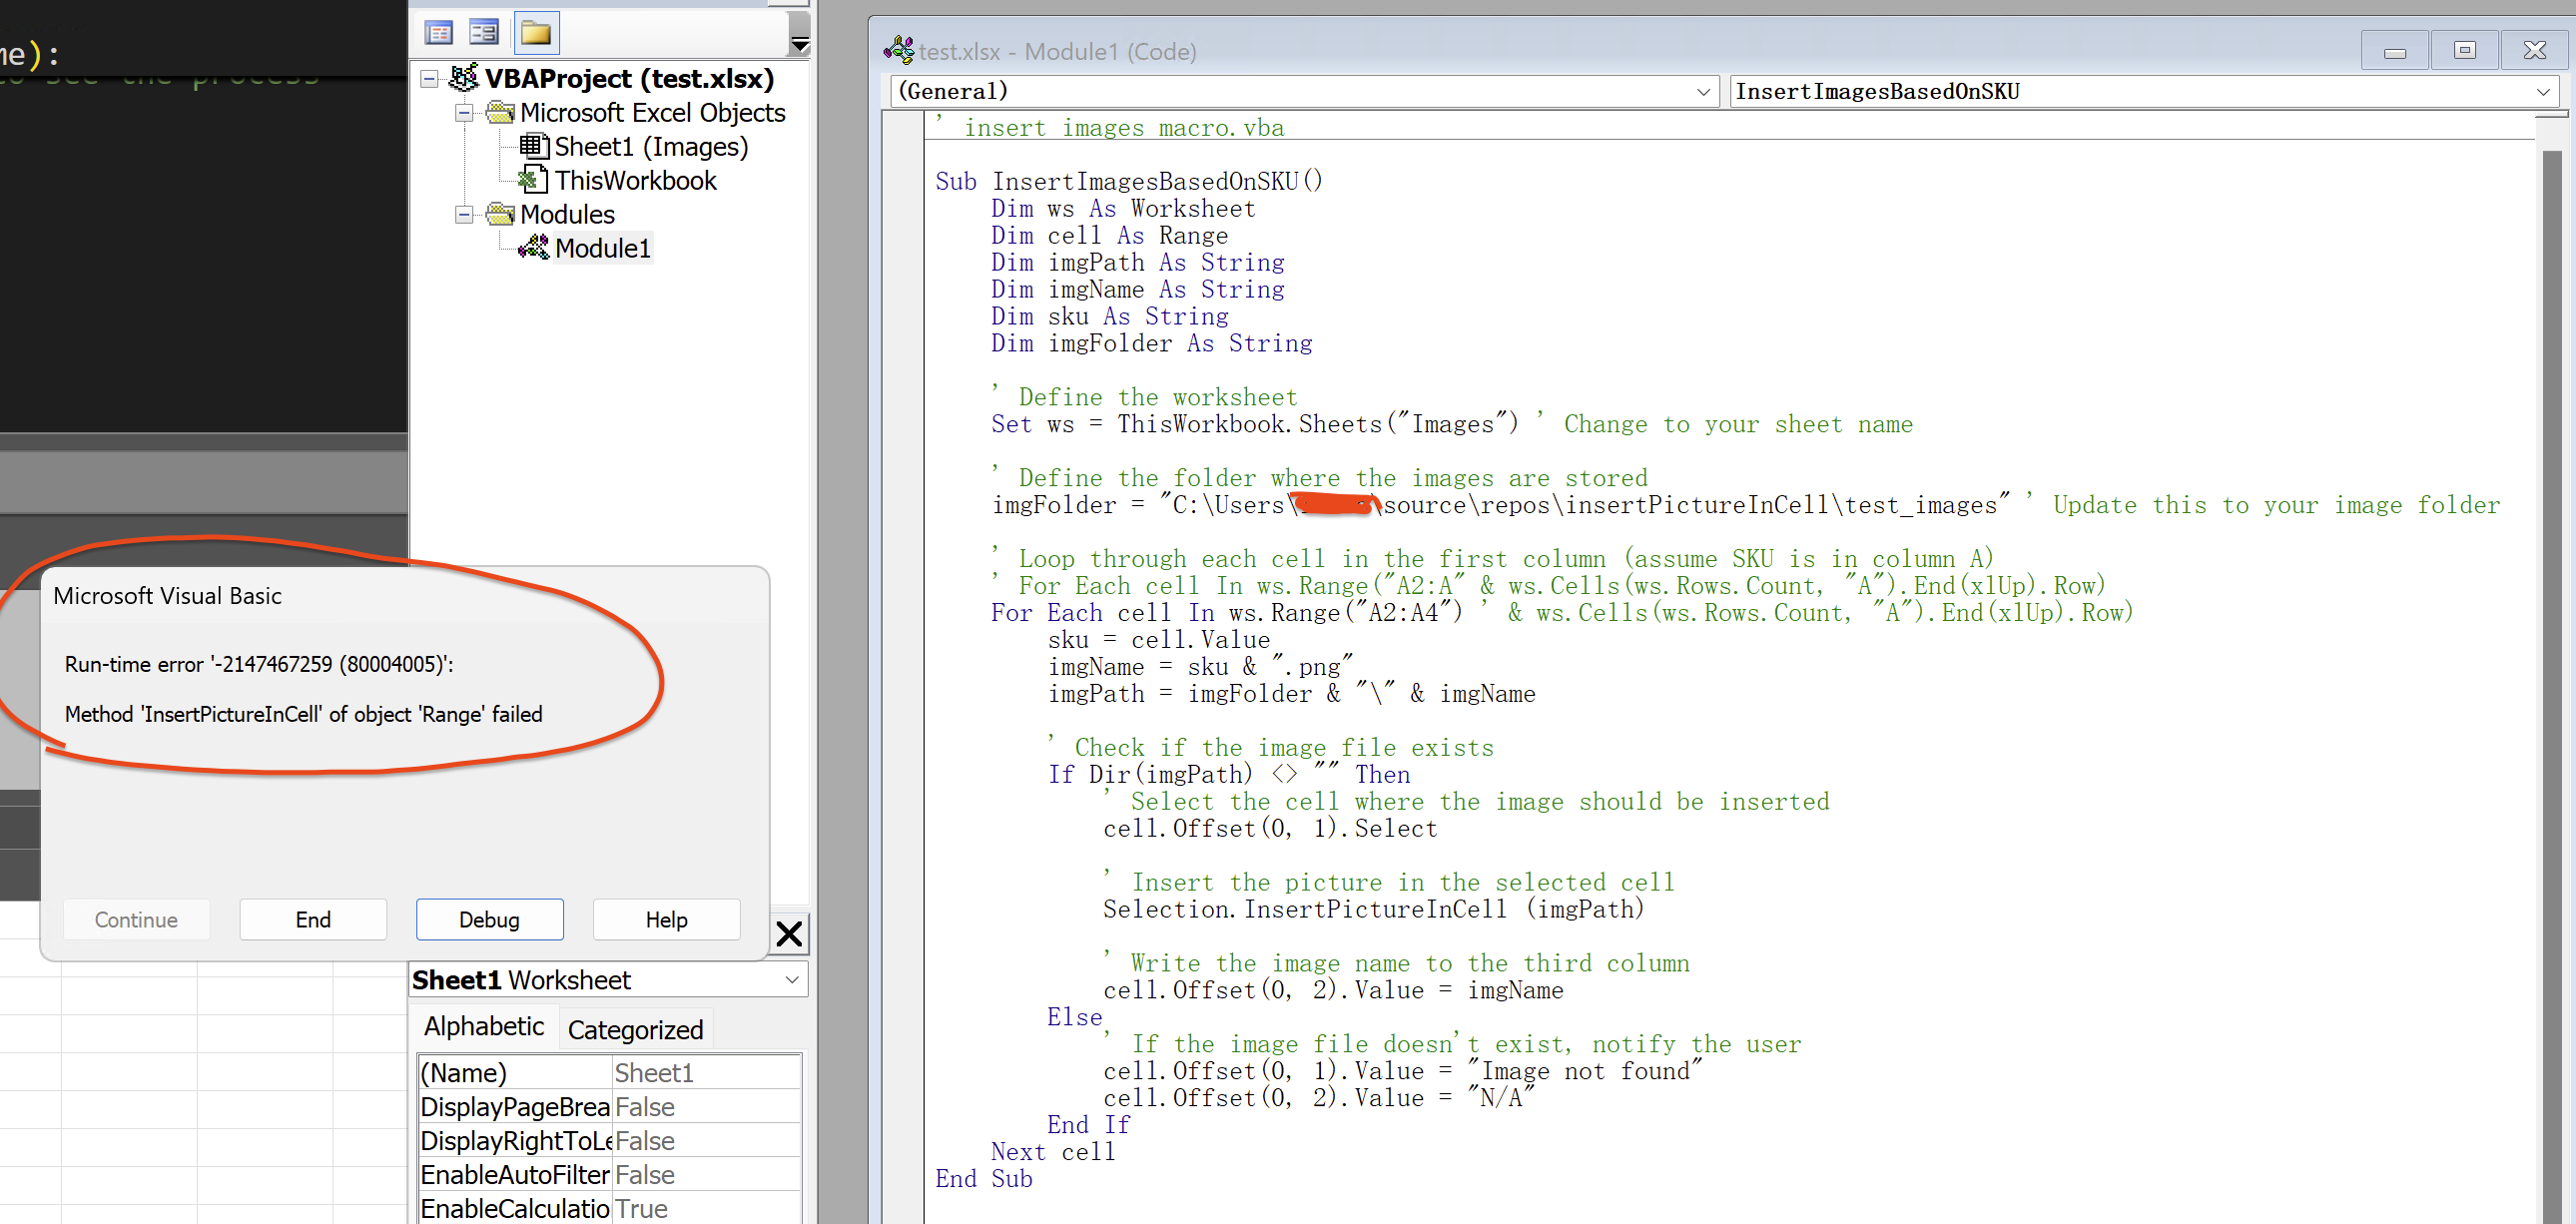 ne):
to see the process
VBAProject (test.xlsx)
Microsoft Excel Objects
Sheet1 (Images)
ThisWorkbook
Modules
Module1
Microsoft Visual Basic
Run-time error '-2147467259 (80004005)':
Method 'InsertPictureInCell' of object 'Range' failed
Continue
End
Debug
Help
Sheet1 Worksheet
Alphabetic
Categorized
(Name) Sheet1
DisplayPageBrea False
DisplayRightToLe False
EnableAutoFilter False
EnableCalculatio True
test.xlsx - Module1 (Code)
(General)
InsertImagesBasedOnSKU
' insert images macro.vba
Sub InsertImagesBasedOnSKU()
Dim ws As Worksheet
Dim cell As Range
Dim imgPath As String
Dim imgName As String
Dim sku As String
Dim imgFolder As String
' Define the worksheet
Set ws = ThisWorkbook.Sheets("Images") ' Change to your sheet name
' Define the folder where the images are stored
imgFolder = "C:\Users\ \source\repos\insertPictureInCell\test_images" ' Update this to your image folder
' Loop through each cell in the first column (assume SKU is in column A)
' For Each cell In ws.Range("A2:A" & ws.Cells(ws.Rows.Count, "A").End(xlUp).Row)
For Each cell In ws.Range("A2:A4") ' & ws.Cells(ws.Rows.Count, "A").End(xlUp).Row)
sku = cell.Value
imgName = sku & ".png"
imgPath = imgFolder & "\" & imgName
' Check if the image file exists
If Dir(imgPath) <> "" Then
' Select the cell where the image should be inserted
cell.Offset(0, 1).Select
' Insert the picture in the selected cell
Selection.InsertPictureInCell (imgPath)
' Write the image name to the third column
cell.Offset(0, 2).Value = imgName
Else
' If the image file doesn't exist, notify the user
cell.Offset(0, 1).Value = "Image not found"
cell.Offset(0, 2).Value = "N/A"
End If
Next cell
End Sub